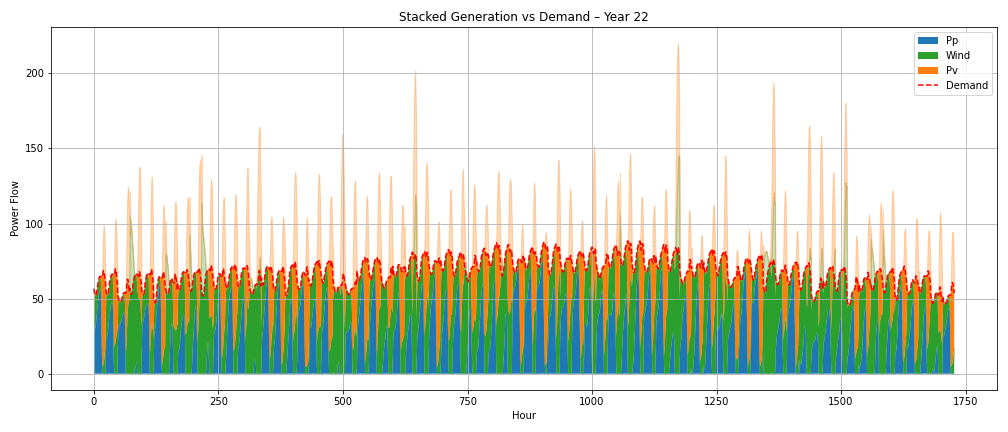 Stacked Generation vs Demand – Year 22
Power Flow
200
150
100
50
0
Pp
Wind
Pv
Demand
0 250 500 750 1000 1250 1500 1750
Hour